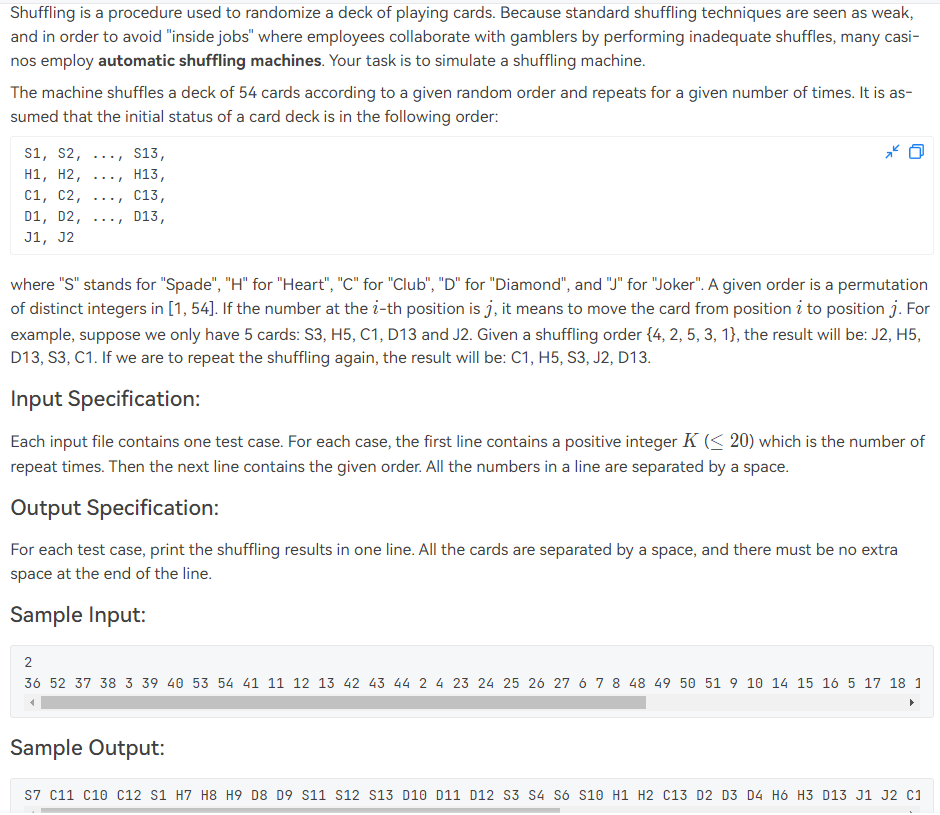 Shuffling is a procedure used to randomize a deck of playing cards. Because standard shuffling techniques are seen as weak,
and in order to avoid "inside jobs" where employees collaborate with gamblers by performing inadequate shuffles, many casi-
nos employ automatic shuffling machines. Your task is to simulate a shuffling machine.
The machine shuffles a deck of 54 cards according to a given random order and repeats for a given number of times. It is as-
sumed that the initial status of a card deck is in the following order:
S1, S2, ..., S13,
H1, H2, ..., H13,
C1, C2, ..., C13,
D1, D2, ..., D13,
J1, J2
where "S" stands for "Spade", "H" for "Heart", "C" for "Club", "D" for "Diamond", and "J" for "Joker". A given order is a permutation
of distinct integers in [1, 54]. If the number at the i-th position is j, it means to move the card from position i to position j. For
example, suppose we only have 5 cards: S3, H5, C1, D13 and J2. Given a shuffling order {4, 2, 5, 3, 1}, the result will be: J2, H5,
D13, S3, C1. If we are to repeat the shuffling again, the result will be: C1, H5, S3, J2, D13.
Input Specification:
Each input file contains one test case. For each case, the first line contains a positive integer K (≤ 20) which is the number of
repeat times. Then the next line contains the given order. All the numbers in a line are separated by a space.
Output Specification:
For each test case, print the shuffling results in one line. All the cards are separated by a space, and there must be no extra
space at the end of the line.
Sample Input:
2
36 52 37 38 3 39 40 53 54 41 11 12 13 42 43 44 2 4 23 24 25 26 27 6 7 8 48 49 50 51 9 10 14 15 16 5 17 18 1
Sample Output:
S7 C11 C10 C12 S1 H7 H8 H9 D8 D9 S11 S12 S13 D10 D11 D12 S3 S4 S6 S10 H1 H2 C13 D2 D3 D4 H6 H3 D13 J1 J2 C1